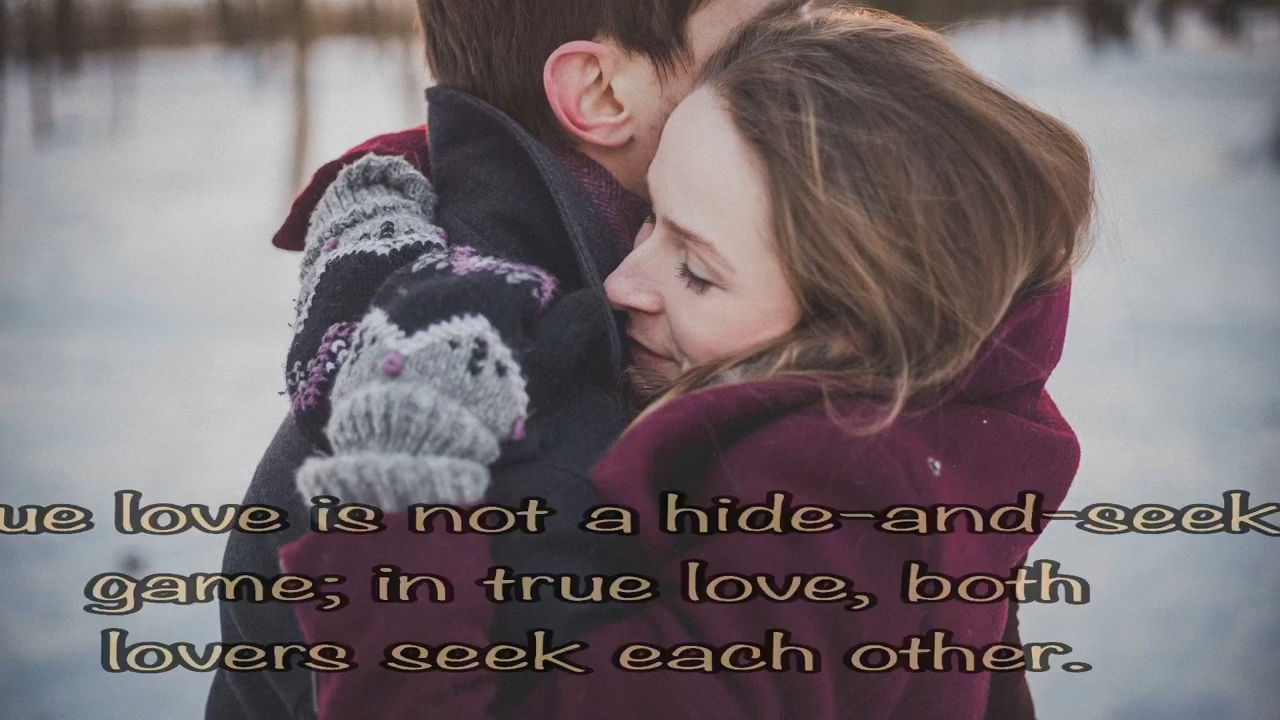 ue love is not a hide-and-seek
game; in true love, both
lovers seek each other.